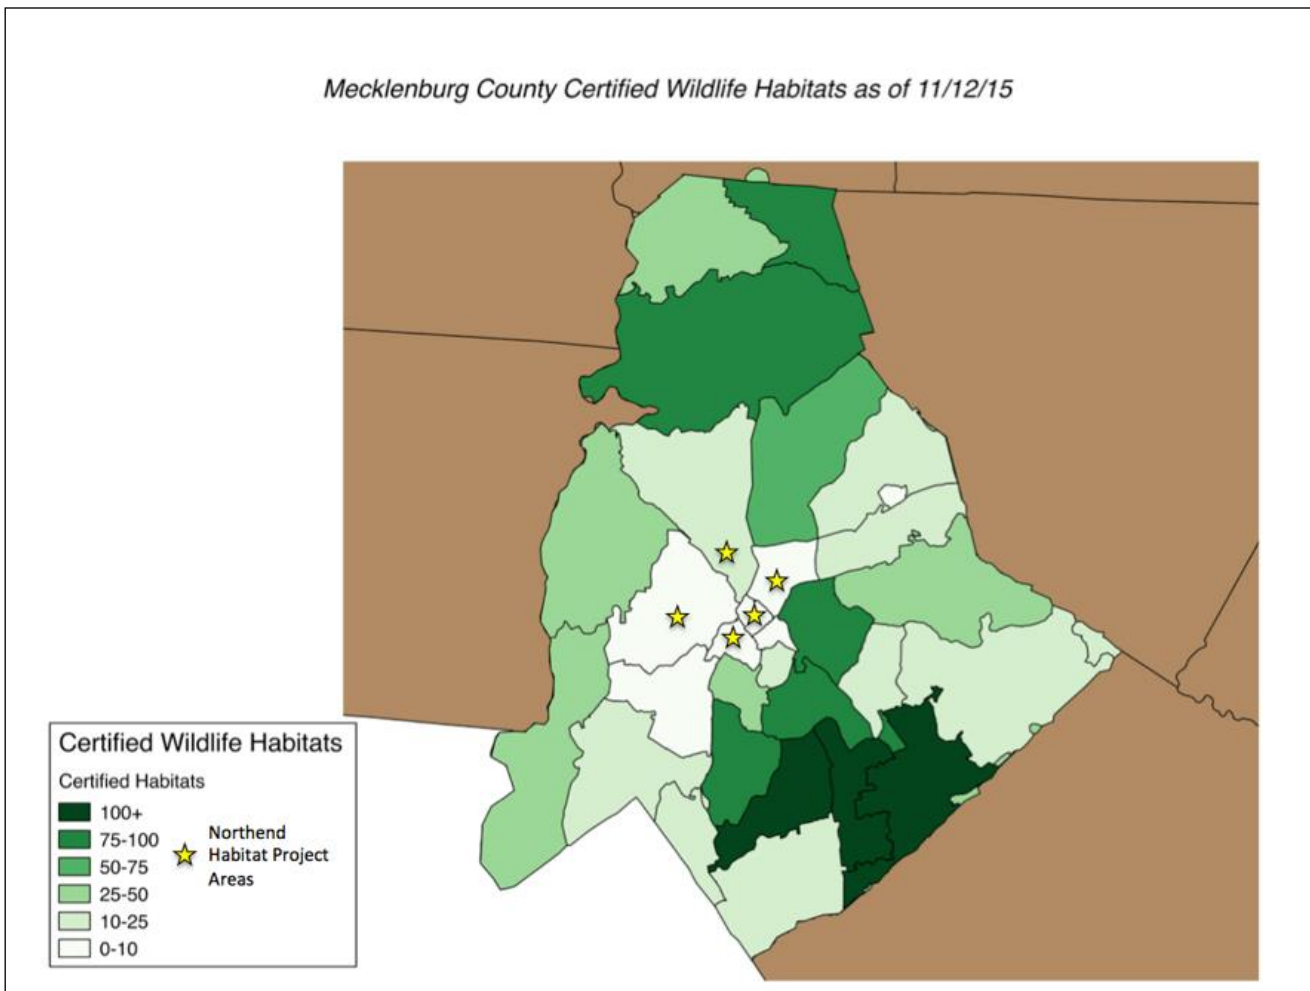 Mecklenburg County Certified Wildlife Habitats as of 11/12/15
Certified Wildlife Habitats
Certified Habitats
100+
75-100
50-75
25-50
10-25
0-10
Northend
Habitat Project
Areas